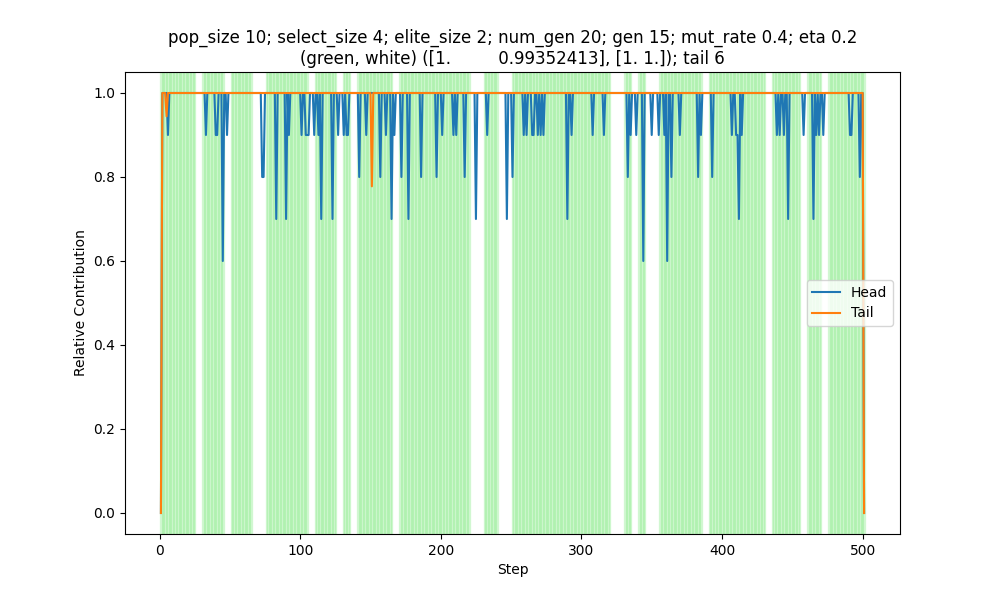 pop_size 10; select_size 4; elite_size 2; num_gen 20; gen 15; mut_rate 0.4; eta 0.2
(green, white) ([1.          0.99352413], [1. 1.]); tail 6
1.0
0.8
0.6
0.4
0.2
0.0
Relative Contribution
Head
Tail
0
100
200
300
400
500
Step